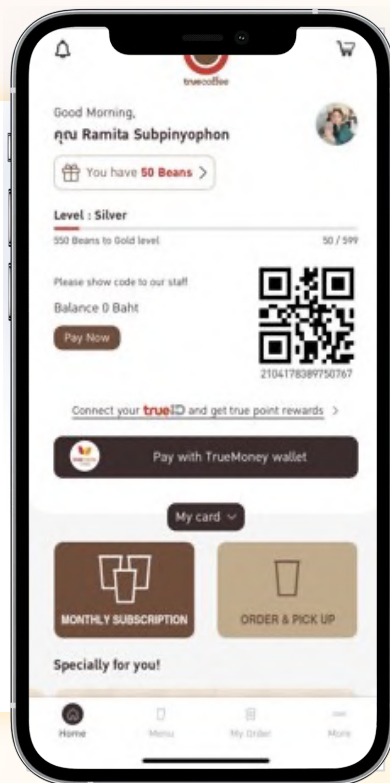 truecoffee
Good Morning,
คุณ Ramita Subpinyophon
You have 50 Beans >
Level : Silver
550 Beans to Gold level
50 / 599
Please show code to our staff
Balance 0 Baht
Pay Now
2104178389750767
Connect your trueID and get true point rewards >
Pay with TrueMoney wallet
My card
MONTHLY SUBSCRIPTION
ORDER & PICK UP
Specially for you!
Home
Menu
My Order
More